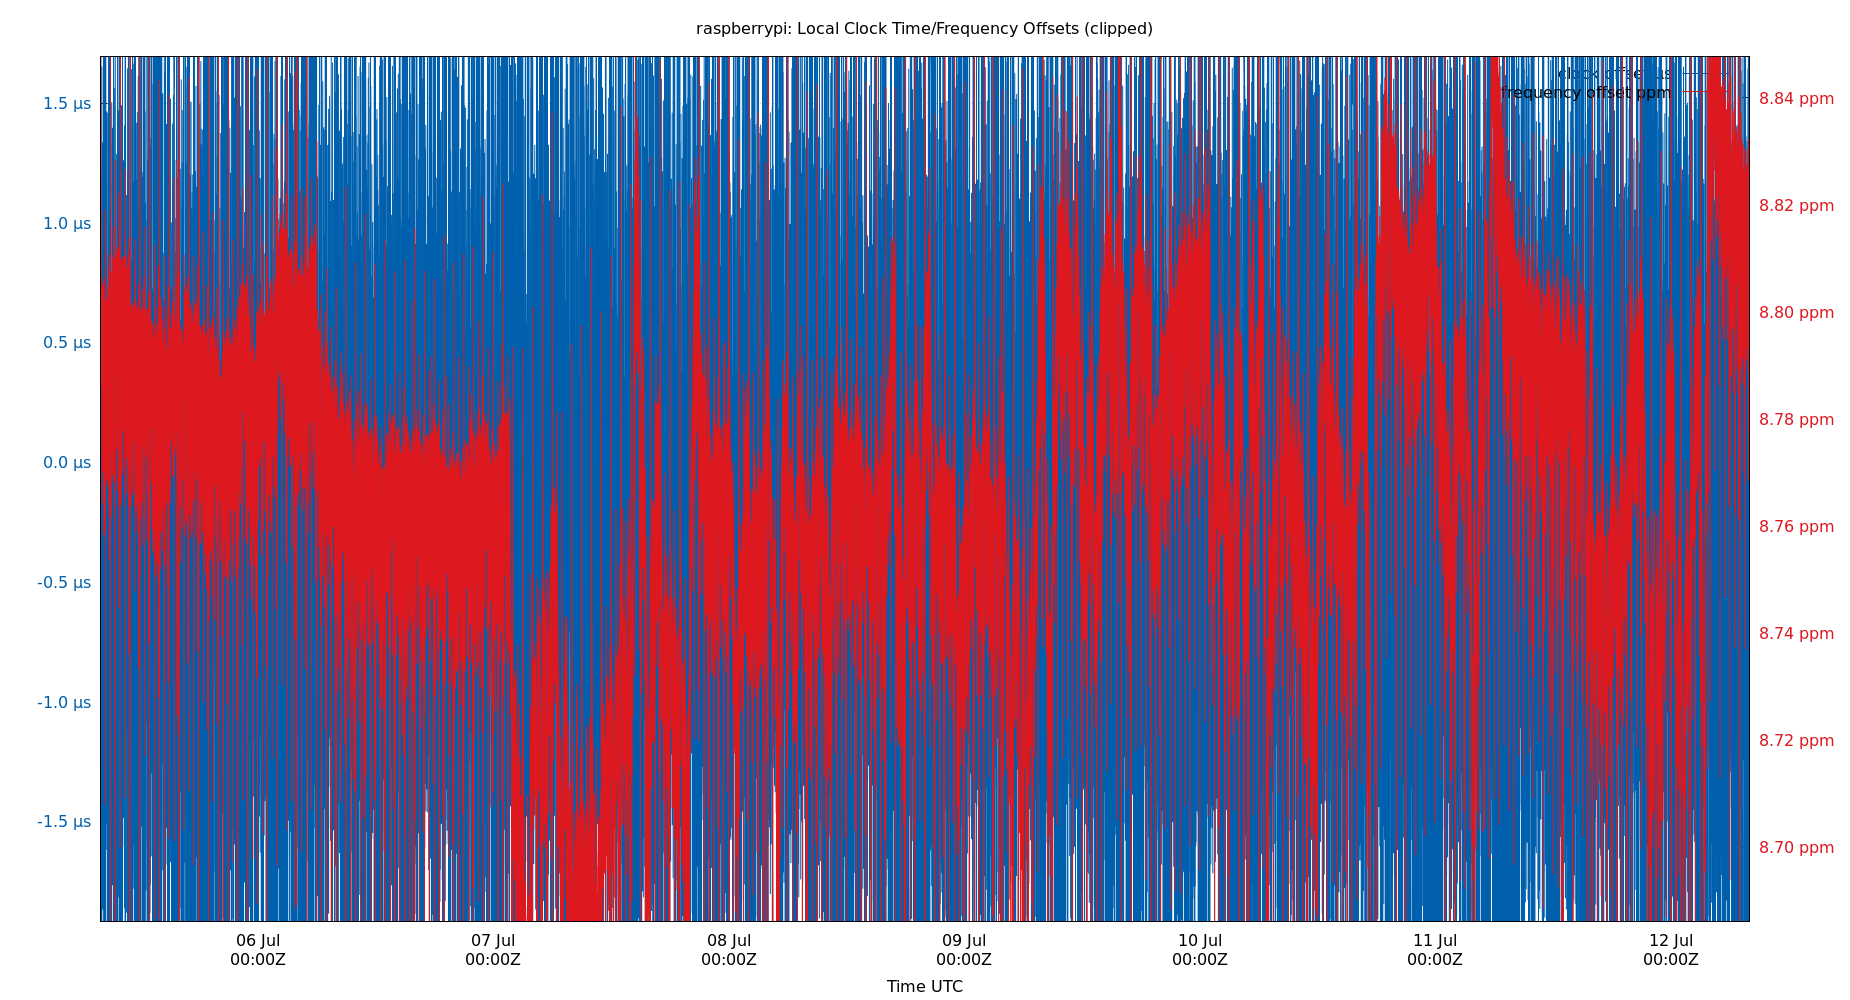 raspberrypi: Local Clock Time/Frequency Offsets (clipped)
clock offset µs
frequency offset ppm
1.5 µs
1.0 µs
0.5 µs
0.0 µs
-0.5 µs
-1.0 µs
-1.5 µs
8.84 ppm
8.82 ppm
8.80 ppm
8.78 ppm
8.76 ppm
8.74 ppm
8.72 ppm
8.70 ppm
06 Jul
00:00Z
07 Jul
00:00Z
08 Jul
00:00Z
09 Jul
00:00Z
10 Jul
00:00Z
11 Jul
00:00Z
12 Jul
00:00Z
Time UTC